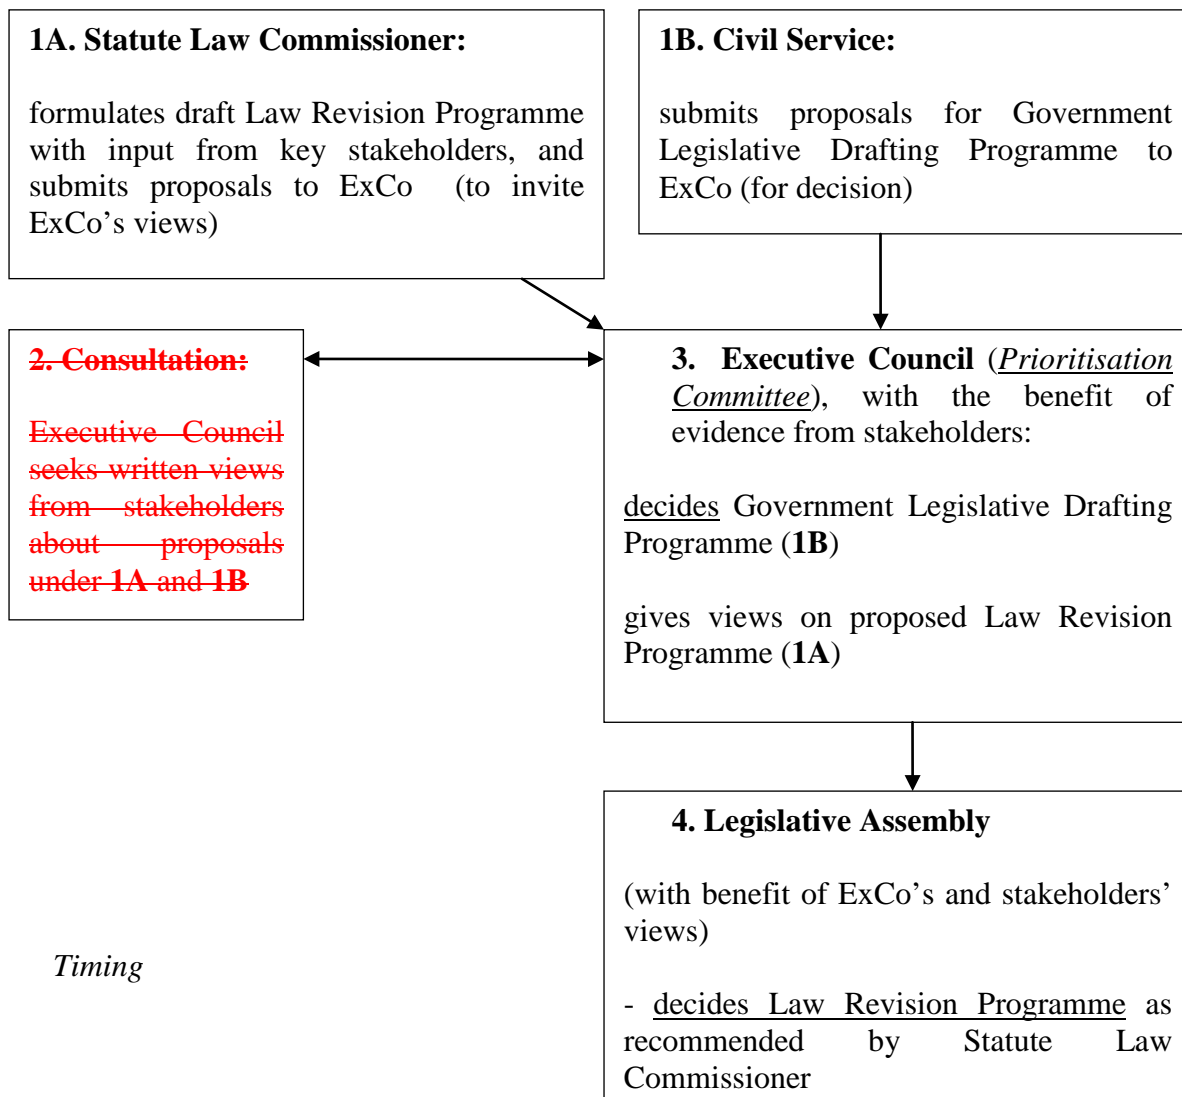 1A. Statute Law Commissioner:
formulates draft Law Revision Programme
with input from key stakeholders, and
submits proposals to ExCo (to invite
ExCo’s views)
1B. Civil Service:
submits proposals for Government
Legislative Drafting Programme to
ExCo (for decision)
2. Consultation:
Executive Council
seeks written views
from stakeholders
about proposals
under 1A and 1B
3. Executive Council (Prioritisation
Committee), with the benefit of
evidence from stakeholders:
decides Government Legislative Drafting
Programme (1B)
gives views on proposed Law Revision
Programme (1A)
4. Legislative Assembly
(with benefit of ExCo’s and stakeholders’
views)
- decides Law Revision Programme as
recommended by Statute Law
Commissioner
Timing